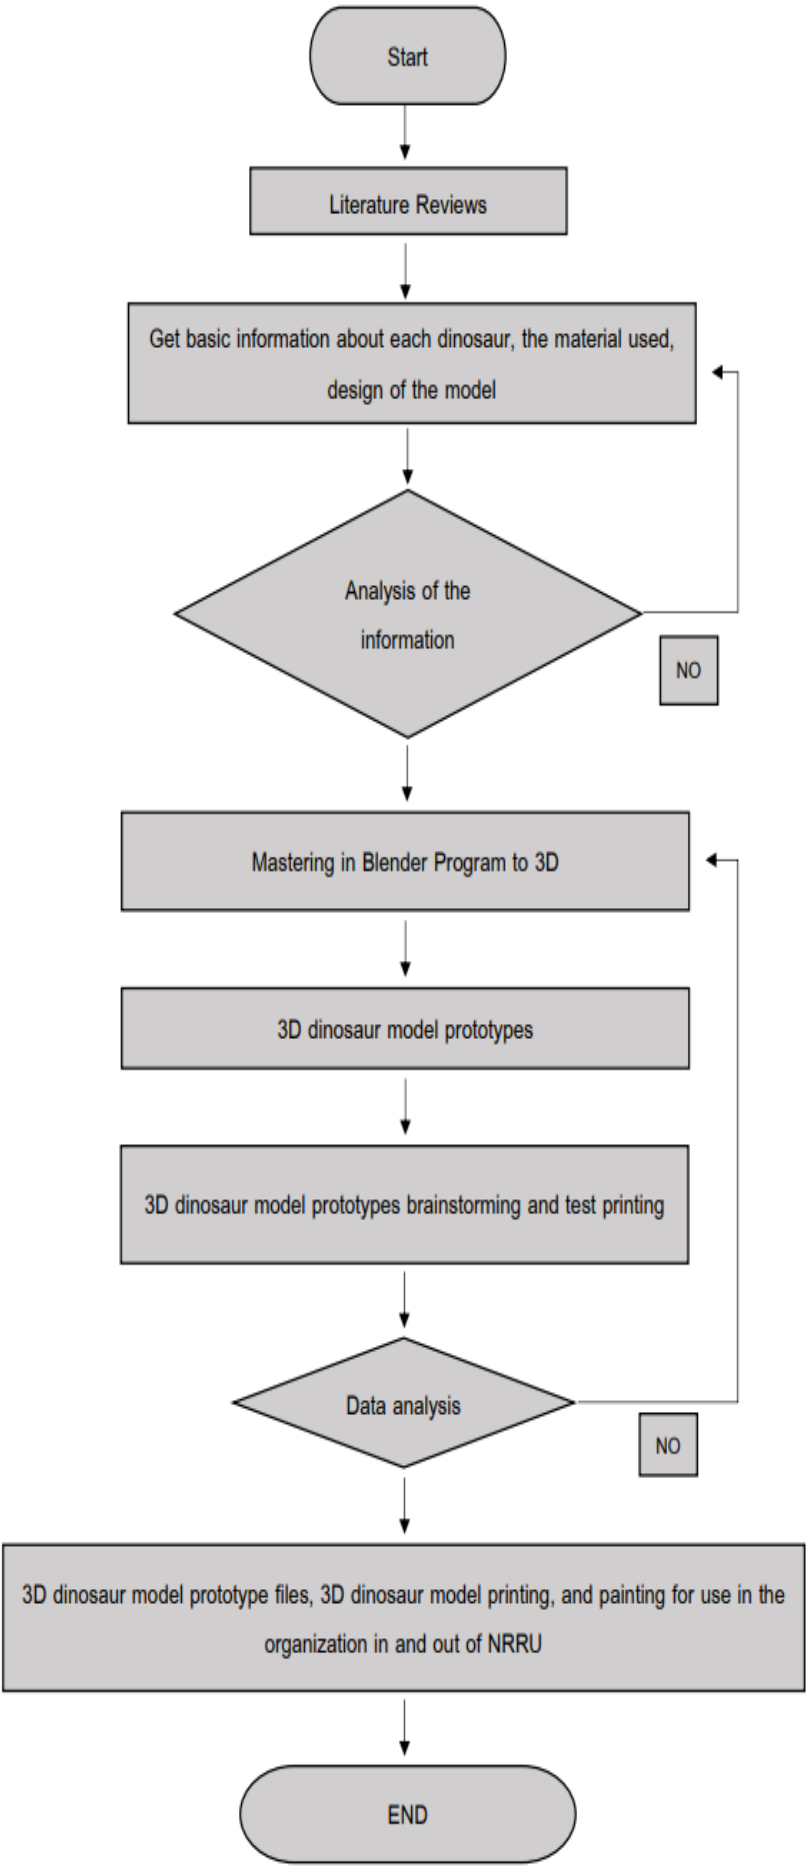 Start
Literature Reviews
Get basic information about each dinosaur, the material used,
design of the model
Analysis of the
information
NO
Mastering in Blender Program to 3D
3D dinosaur model prototypes
3D dinosaur model prototypes brainstorming and test printing
Data analysis
NO
3D dinosaur model prototype files, 3D dinosaur model printing, and painting for use in the
organization in and out of NRRU
END